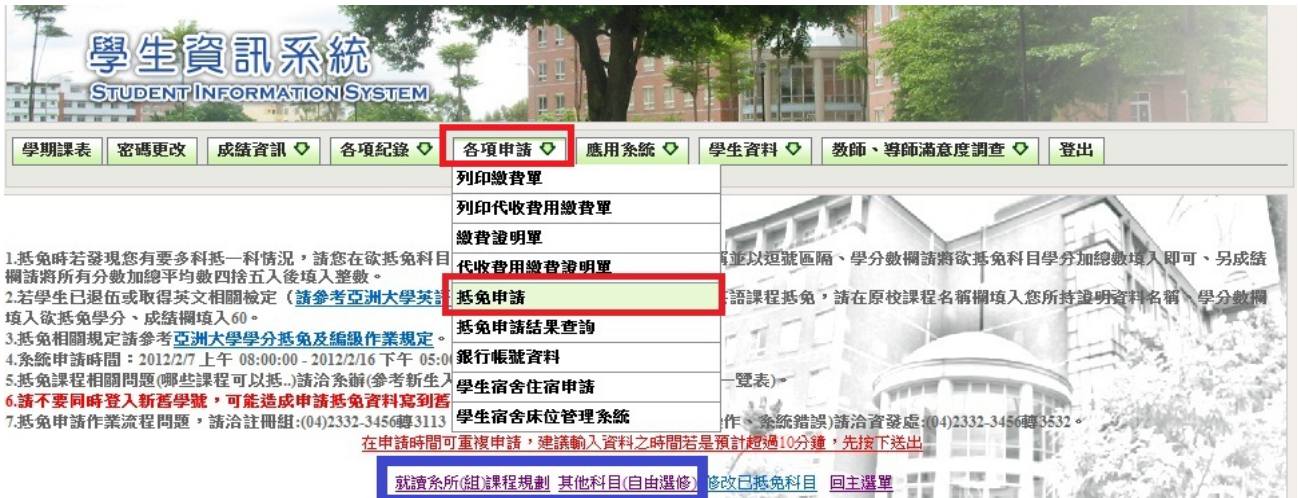 學生資訊系統
STUDENT INFORMATION SYSTEM
學期課表 密碼更改 成績資訊 各項紀錄 各項申請 應用系統 學生資料 教師、導師滿意度調查 登出
列印繳費單
列印代收費用繳費單
繳費證明單
代收費用繳費證明單
抵免申請
抵免申請結果查詢
銀行帳號資料
學生宿舍住宿申請
學生宿舍床位管理系統
1.抵免時若發現您有要多科抵一科情況，請您在欲抵免科目 並以逗號區隔、學分數欄請將欲抵免科目學分加總數填入即可、另成績
欄請將所有分數加總平均數四捨五入後填入整數。
2.若學生已退伍或取得英文相關檢定（請參考亞洲大學英語 語課程抵免，請在原校課程名稱欄填入您所持證明資料名稱、學分數欄
填入欲抵免學分、成績欄填入60。
3.抵免相關規定請參考亞洲大學學分抵免及編級作業規定。
4.系統申請時間：2012/2/7 上午 08:00:00 - 2012/2/16 下午 05:0
5.抵免課程相關問題(哪些課程可以抵..)請洽系辦(參考新生入 一覽表)。
6.請不要同時登入新舊學號，可能造成申請抵免資料寫到舊
7.抵免申請作業流程問題，請洽註冊組:(04)2332-3456轉3113 作、系統錯誤)請洽資發處:(04)2332-3456轉3532。
在申請時間可重複申請，建議輸入資料之時間若是預計超過10分鐘，先按下送出
就讀系所(組)課程規劃 其他科目(自由選修) 修改已抵免科目 回主選單